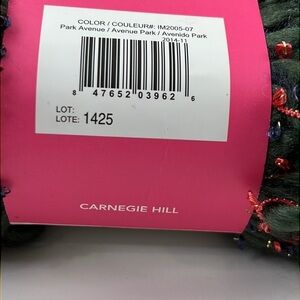 COLOR / COULEUR#: IM2005-07
Park Avenue / Avenue Park / Avenido Park
2014-11
8 47652 03962 6
LOT:
LOTE: 1425
CARNEGIE HILL